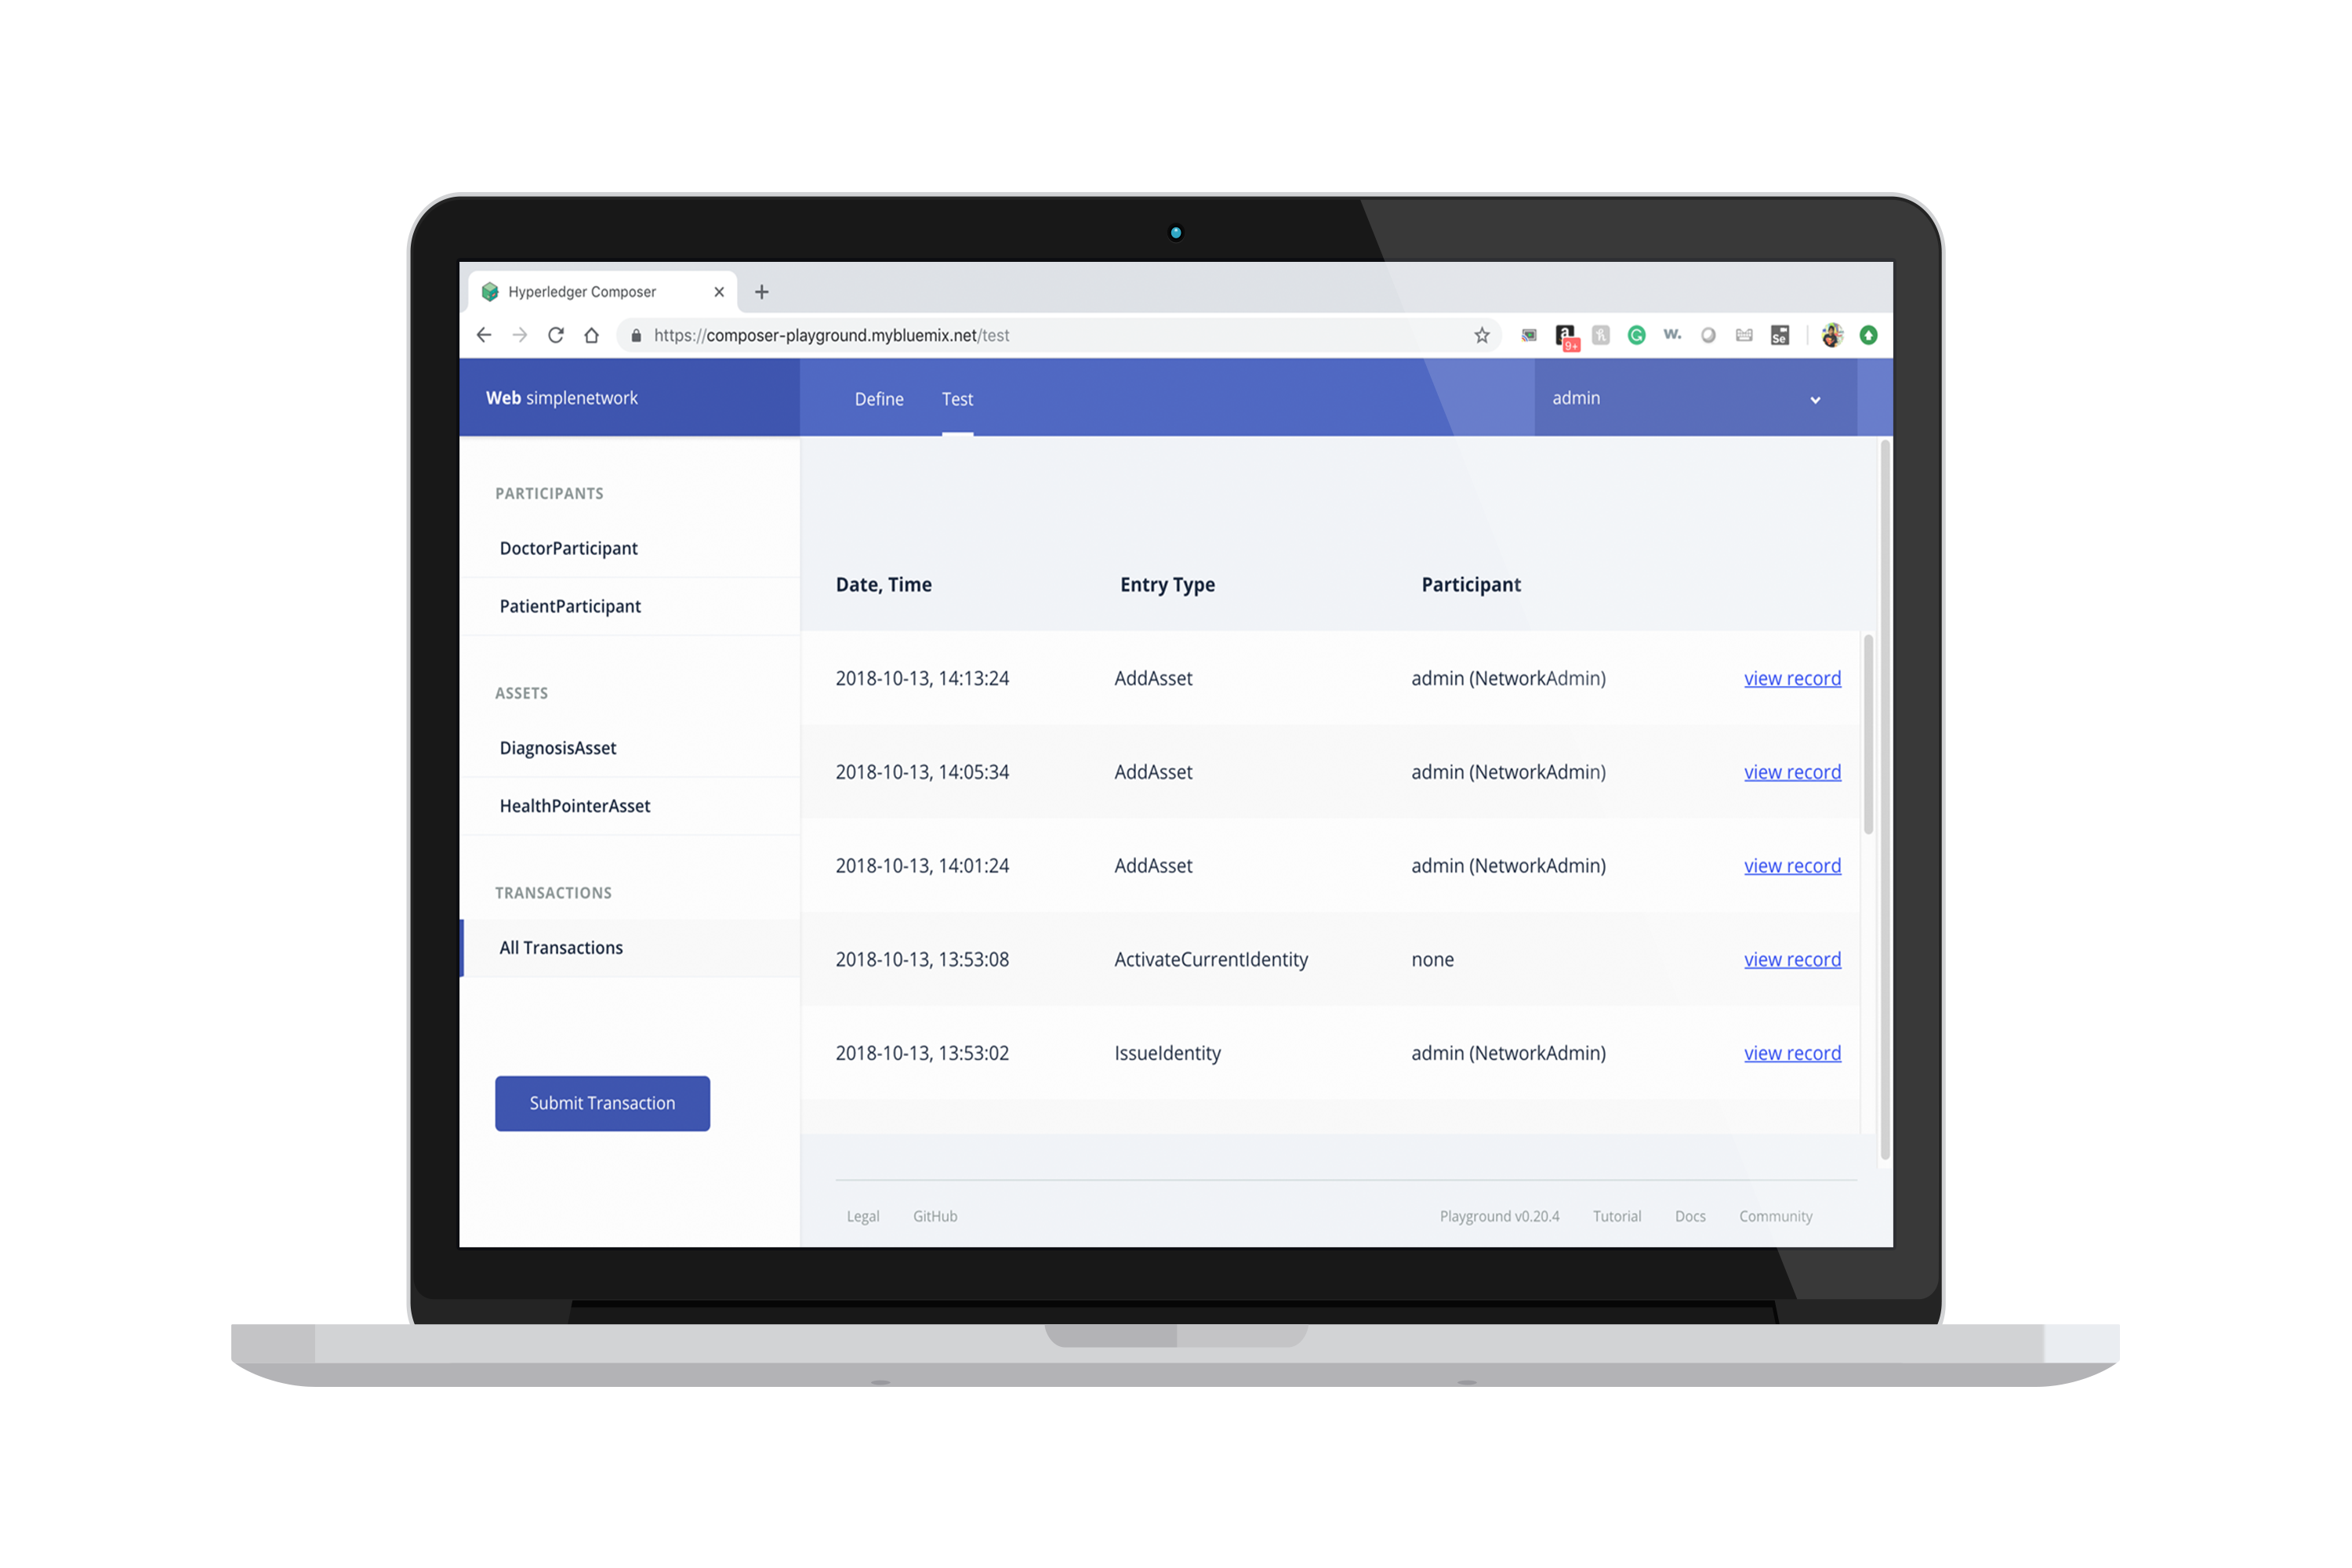 Hyperledger Composer
https://composer-playground.mybluemix.net/test
a
9+
W.
Se
Web simplenetwork
Define
Test
admin
PARTICIPANTS
DoctorParticipant
PatientParticipant
ASSETS
DiagnosisAsset
HealthPointerAsset
TRANSACTIONS
All Transactions
Submit Transaction
Date, Time Entry Type Participant
2018-10-13, 14:13:24 AddAsset admin (NetworkAdmin) view record
2018-10-13, 14:05:34 AddAsset admin (NetworkAdmin) view record
2018-10-13, 14:01:24 AddAsset admin (NetworkAdmin) view record
2018-10-13, 13:53:08 ActivateCurrentIdentity none view record
2018-10-13, 13:53:02 IssueIdentity admin (NetworkAdmin) view record
Legal GitHub Playground v0.20.4 Tutorial Docs Community